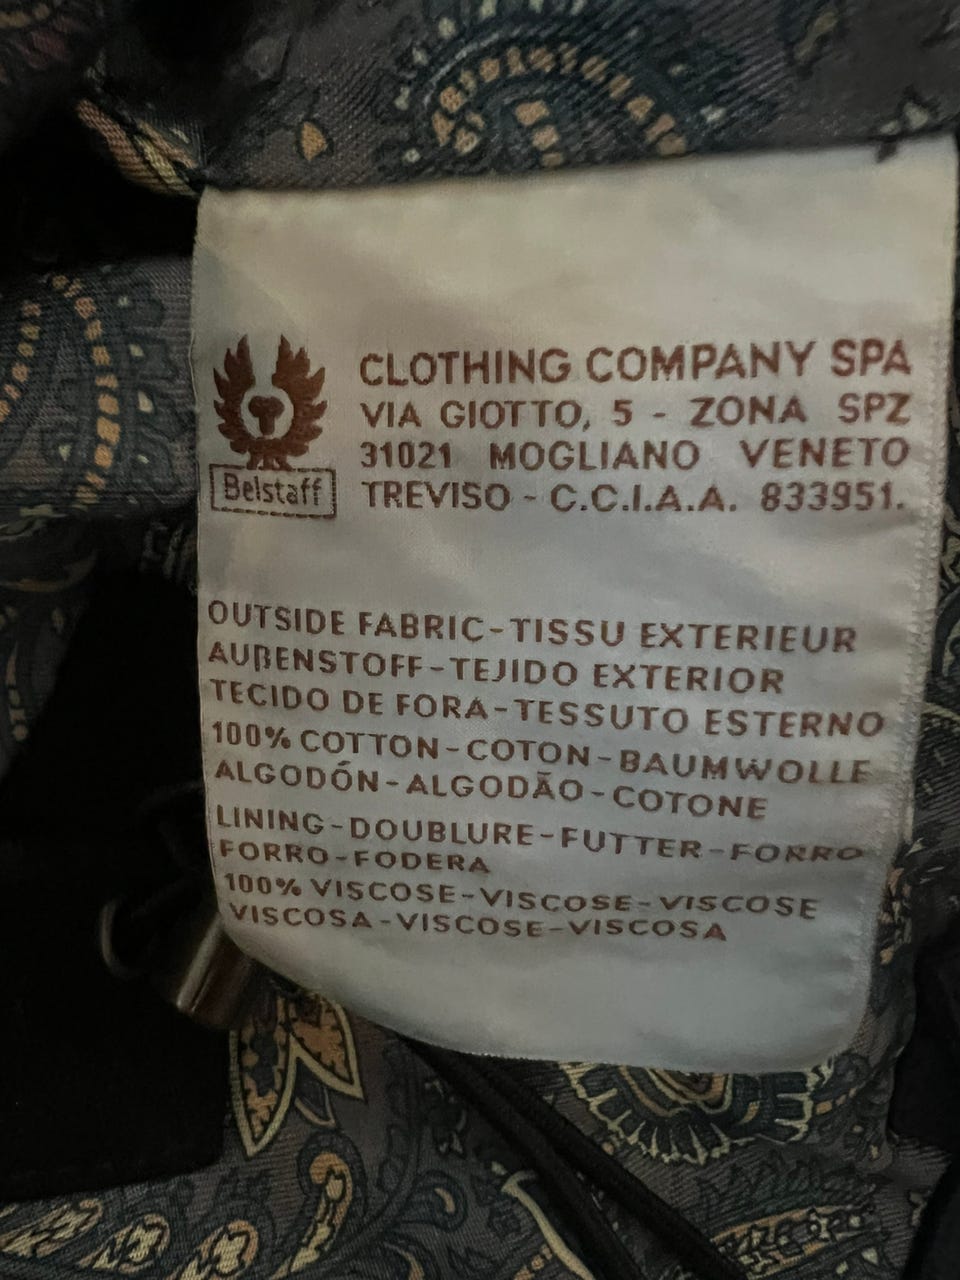 CLOTHING COMPANY SPA
VIA GIOTTO, 5 - ZONA SPZ
31021 MOGLIANO VENETO
TREVISO - C.C.I.A.A. 833951.
Belstaff
OUTSIDE FABRIC-TISSU EXTERIEUR
AUßENSTOFF-TEJIDO EXTERIOR
TECIDO DE FORA-TESSUTO ESTERNO
100% COTTON-COTON-BAUMWOLLE
ALGODÓN-ALGODÃO-COTONE
LINING-DOUBLURE-FUTTER-FORRO
FORRO-FODERA
100% VISCOSE-VISCOSE-VISCOSE
VISCOSA-VISCOSE-VISCOSA